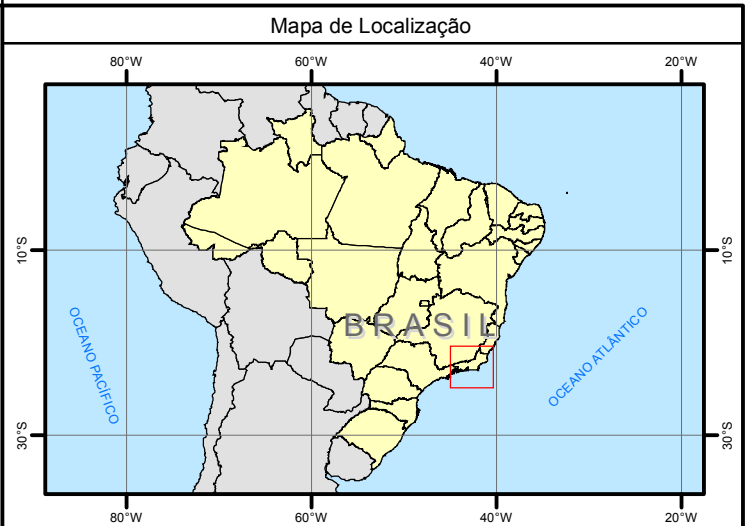 Mapa de Localização
80°W 60°W 40°W 20°W
10°S 10°S
BRASIL
OCEANO PACÍFICO
OCEANO ATLÂNTICO
30°S 30°S
80°W 60°W 40°W 20°W